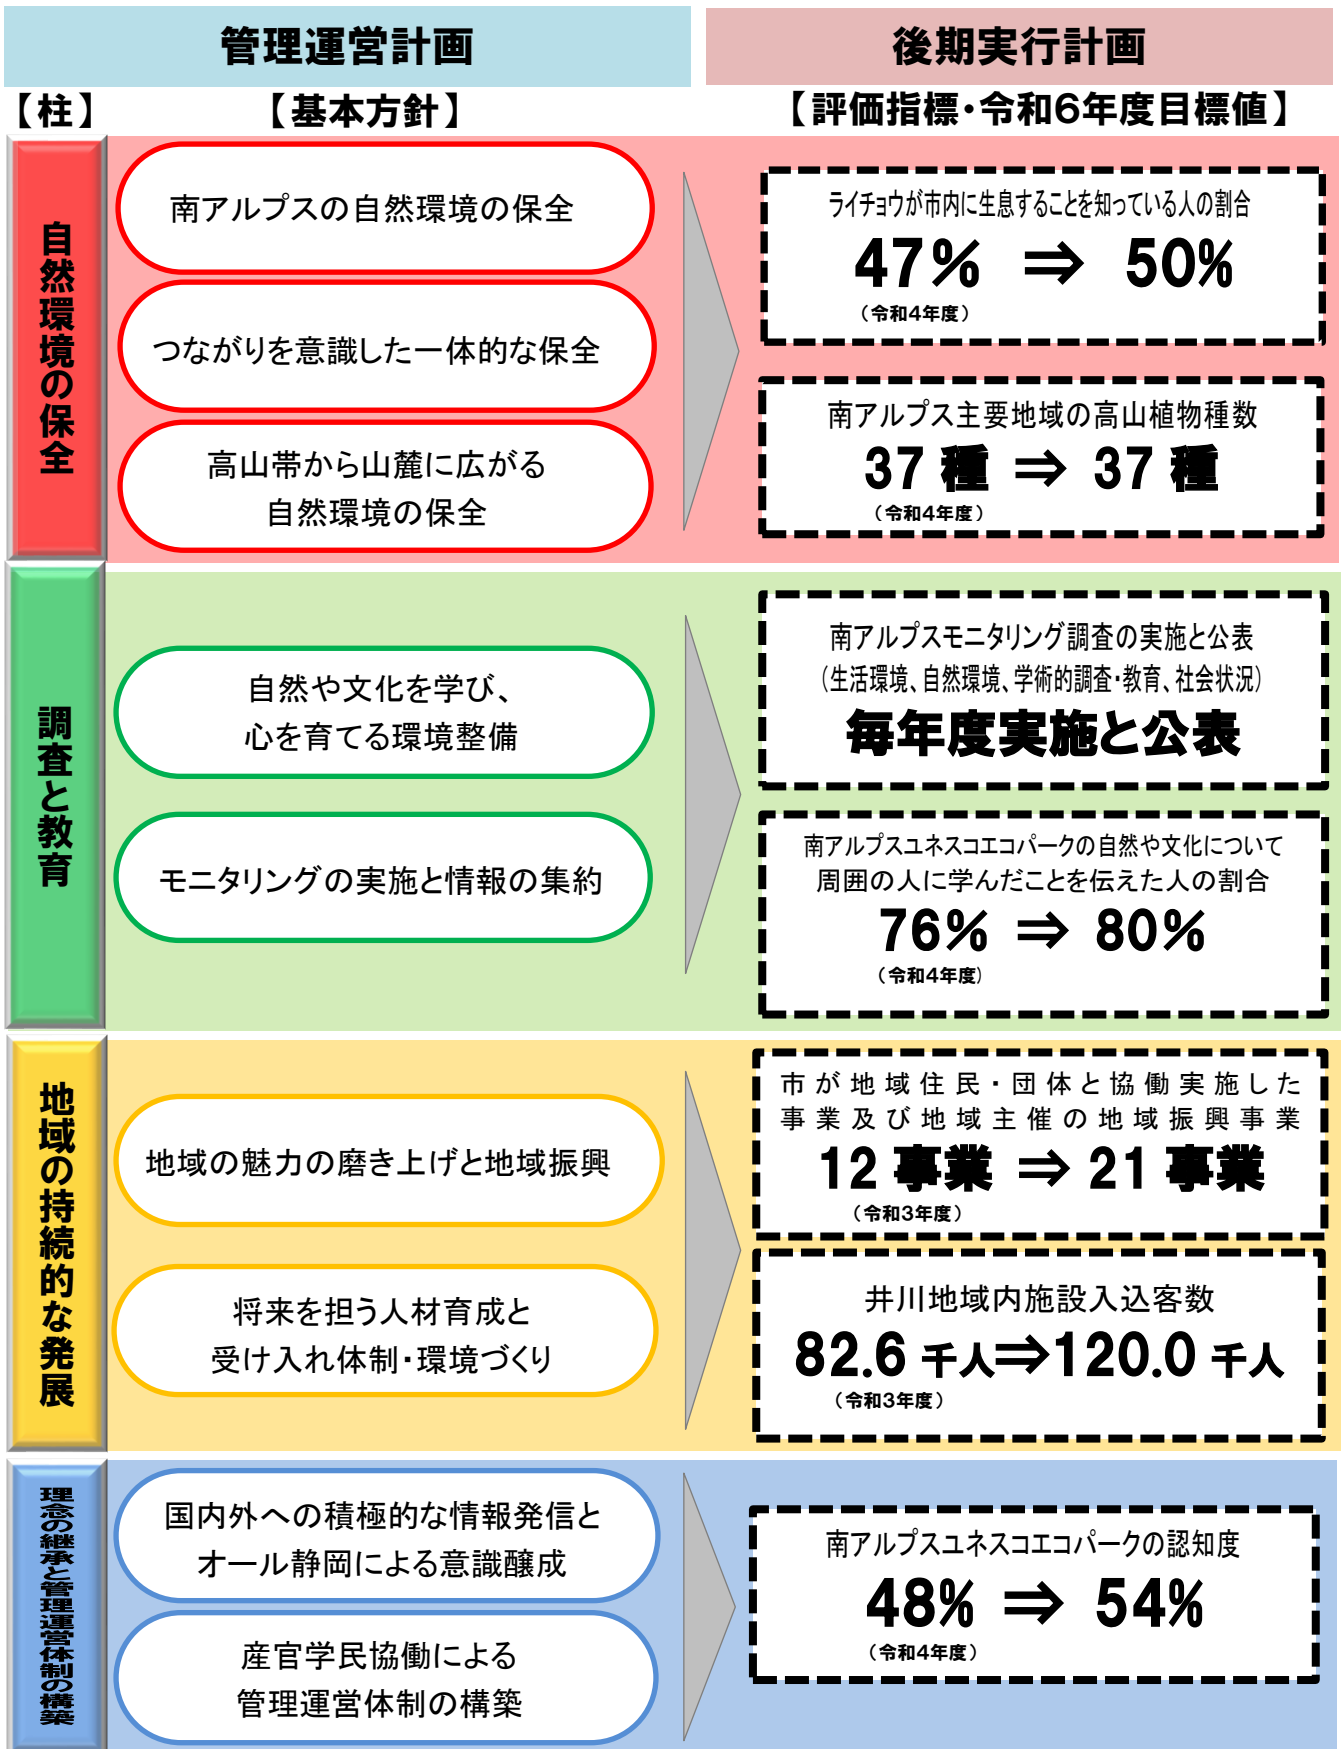 管理運営計画
後期実行計画
【柱】
【基本方針】
【評価指標・令和6年度目標値】
自然環境の保全
南アルプスの自然環境の保全
つながりを意識した一体的な保全
高山帯から山麓に広がる
自然環境の保全
ライチョウが市内に生息することを知っている人の割合
47% ⇒ 50%
（令和4年度）
南アルプス主要地域の高山植物種数
37種 ⇒ 37種
（令和4年度）
調査と教育
自然や文化を学び、
心を育てる環境整備
モニタリングの実施と情報の集約
南アルプスモニタリング調査の実施と公表
（生活環境、自然環境、学術的調査・教育、社会状況）
毎年度実施と公表
南アルプスユネスコエコパークの自然や文化について
周囲の人に学んだことを伝えた人の割合
76% ⇒ 80%
（令和4年度）
地域の持続的な発展
地域の魅力の磨き上げと地域振興
将来を担う人材育成と
受け入れ体制・環境づくり
市が地域住民・団体と協働実施した
事業及び地域主催の地域振興事業
12事業 ⇒ 21事業
（令和3年度）
井川地域内施設入込客数
82.6千人⇒120.0千人
（令和3年度）
理念の継承と管理運営体制の構築
国内外への積極的な情報発信と
オール静岡による意識醸成
産官学民協働による
管理運営体制の構築
南アルプスユネスコエコパークの認知度
48% ⇒ 54%
（令和4年度）